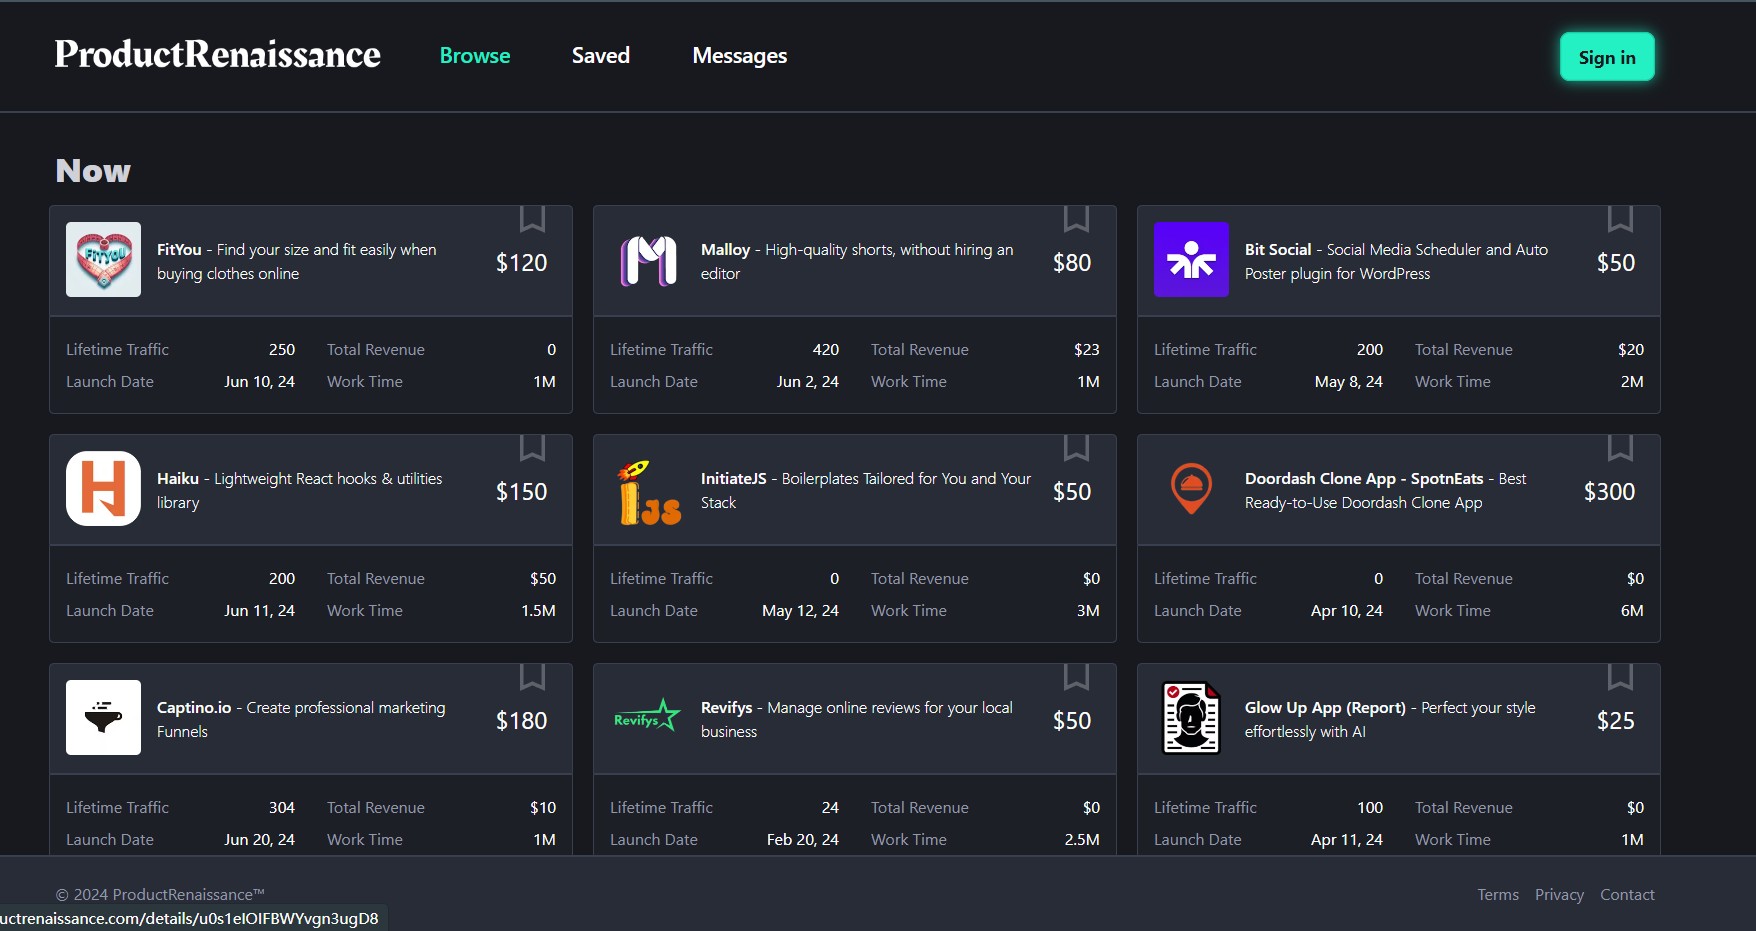 ProductRenaissance Browse Saved Messages Sign in
Now
FitYou - Find your size and fit easily when
buying clothes online
$120
Lifetime Traffic 250 Total Revenue 0
Launch Date Jun 10, 24 Work Time 1M
Malloy - High-quality shorts, without hiring an
editor
$80
Lifetime Traffic 420 Total Revenue $23
Launch Date Jun 2, 24 Work Time 1M
Bit Social - Social Media Scheduler and Auto
Poster plugin for WordPress
$50
Lifetime Traffic 200 Total Revenue $20
Launch Date May 8, 24 Work Time 2M
Haiku - Lightweight React hooks & utilities
library
$150
Lifetime Traffic 200 Total Revenue $50
Launch Date Jun 11, 24 Work Time 1.5M
JS
InitiateJS - Boilerplates Tailored for You and Your
Stack
$50
Lifetime Traffic 0 Total Revenue $0
Launch Date May 12, 24 Work Time 3M
Doordash Clone App - SpotnEats - Best
Ready-to-Use Doordash Clone App
$300
Lifetime Traffic 0 Total Revenue $0
Launch Date Apr 10, 24 Work Time 6M
Captino.io - Create professional marketing
Funnels
$180
Lifetime Traffic 304 Total Revenue $10
Launch Date Jun 20, 24 Work Time 1M
Revifys
Revifys - Manage online reviews for your local
business
$50
Lifetime Traffic 24 Total Revenue $0
Launch Date Feb 20, 24 Work Time 2.5M
Glow Up App (Report) - Perfect your style
effortlessly with AI
$25
Lifetime Traffic 100 Total Revenue $0
Launch Date Apr 11, 24 Work Time 1M
© 2024 ProductRenaissance™ Terms Privacy Contact
uctrenaissance.com/details/u0s1elOIFBWYvgn3ugD8